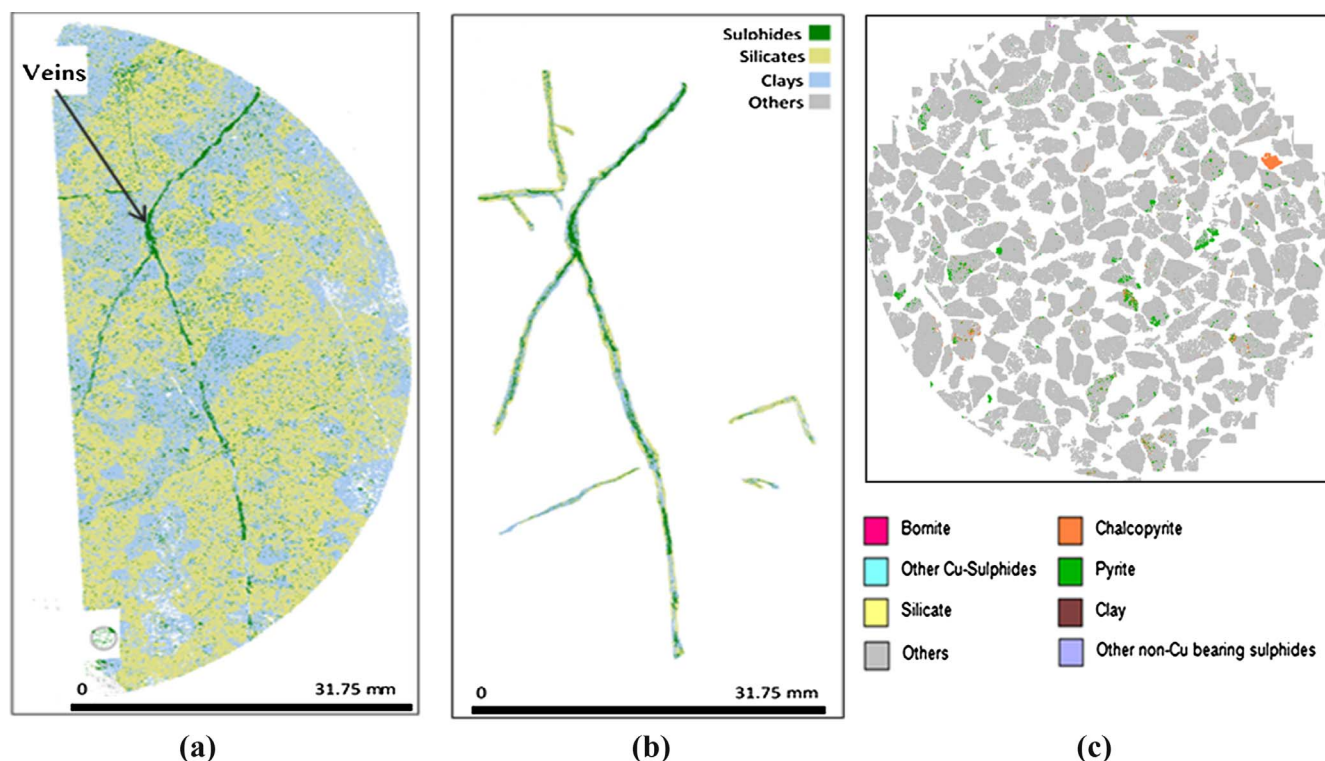 Veins
0 31.75 mm
(a)
Sulphides
Silicates
Clays
Others
0 31.75 mm
(b)
Bornite
Chalcopyrite
Other Cu-Sulphides
Pyrite
Silicate
Clay
Others
Other non-Cu bearing sulphides
(c)